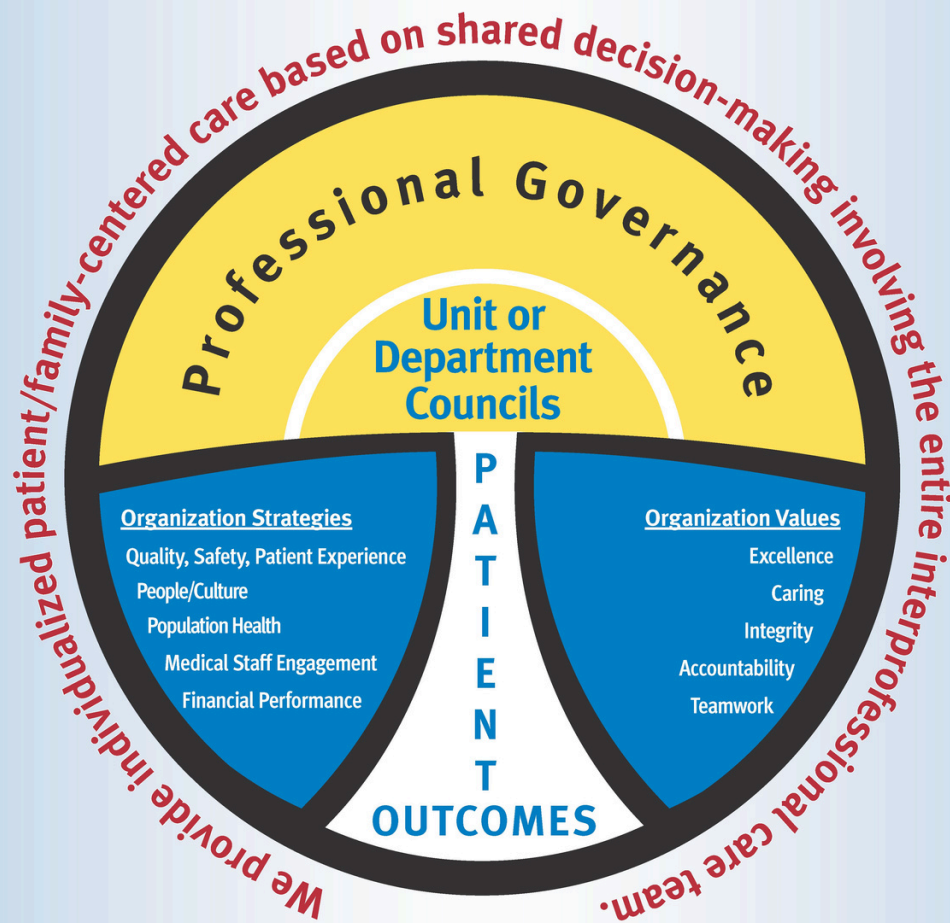 We provide individualized patient/family-centered care based on shared decision-making involving the entire interprofessional care team.
Professional Governance
Unit or
Department
Councils
Organization Strategies
Quality, Safety, Patient Experience
People/Culture
Population Health
Medical Staff Engagement
Financial Performance
PATIENT
OUTCOMES
Organization Values
Excellence
Caring
Integrity
Accountability
Teamwork